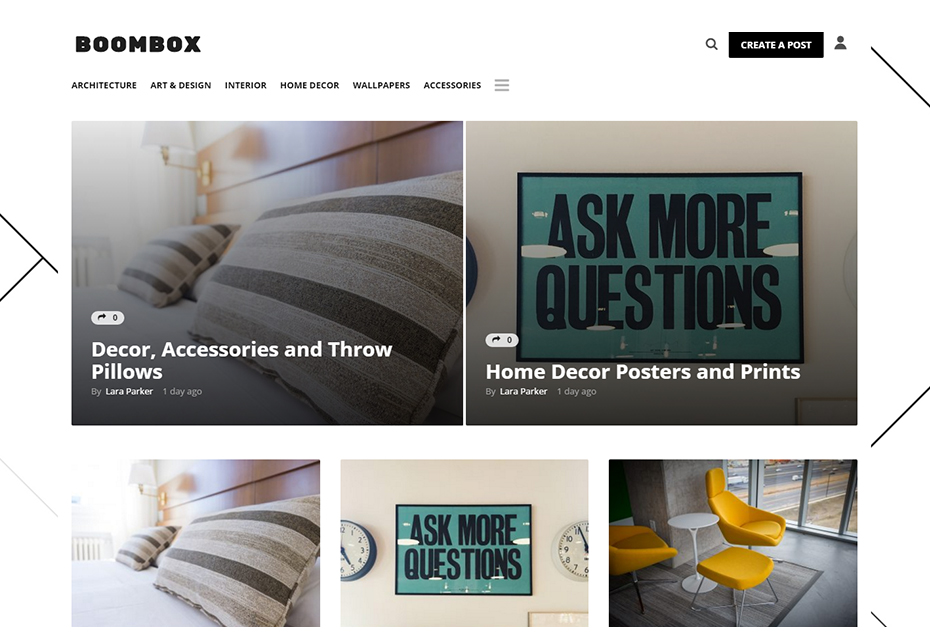 BOOMBOX
CREATE A POST
ARCHITECTURE ART & DESIGN INTERIOR HOME DECOR WALLPAPERS ACCESSORIES
ASK MORE
QUESTIONS
0
Decor, Accessories and Throw
Pillows
By Lara Parker 1 day ago
0
Home Decor Posters and Prints
By Lara Parker 1 day ago
ASK MORE
QUESTIONS